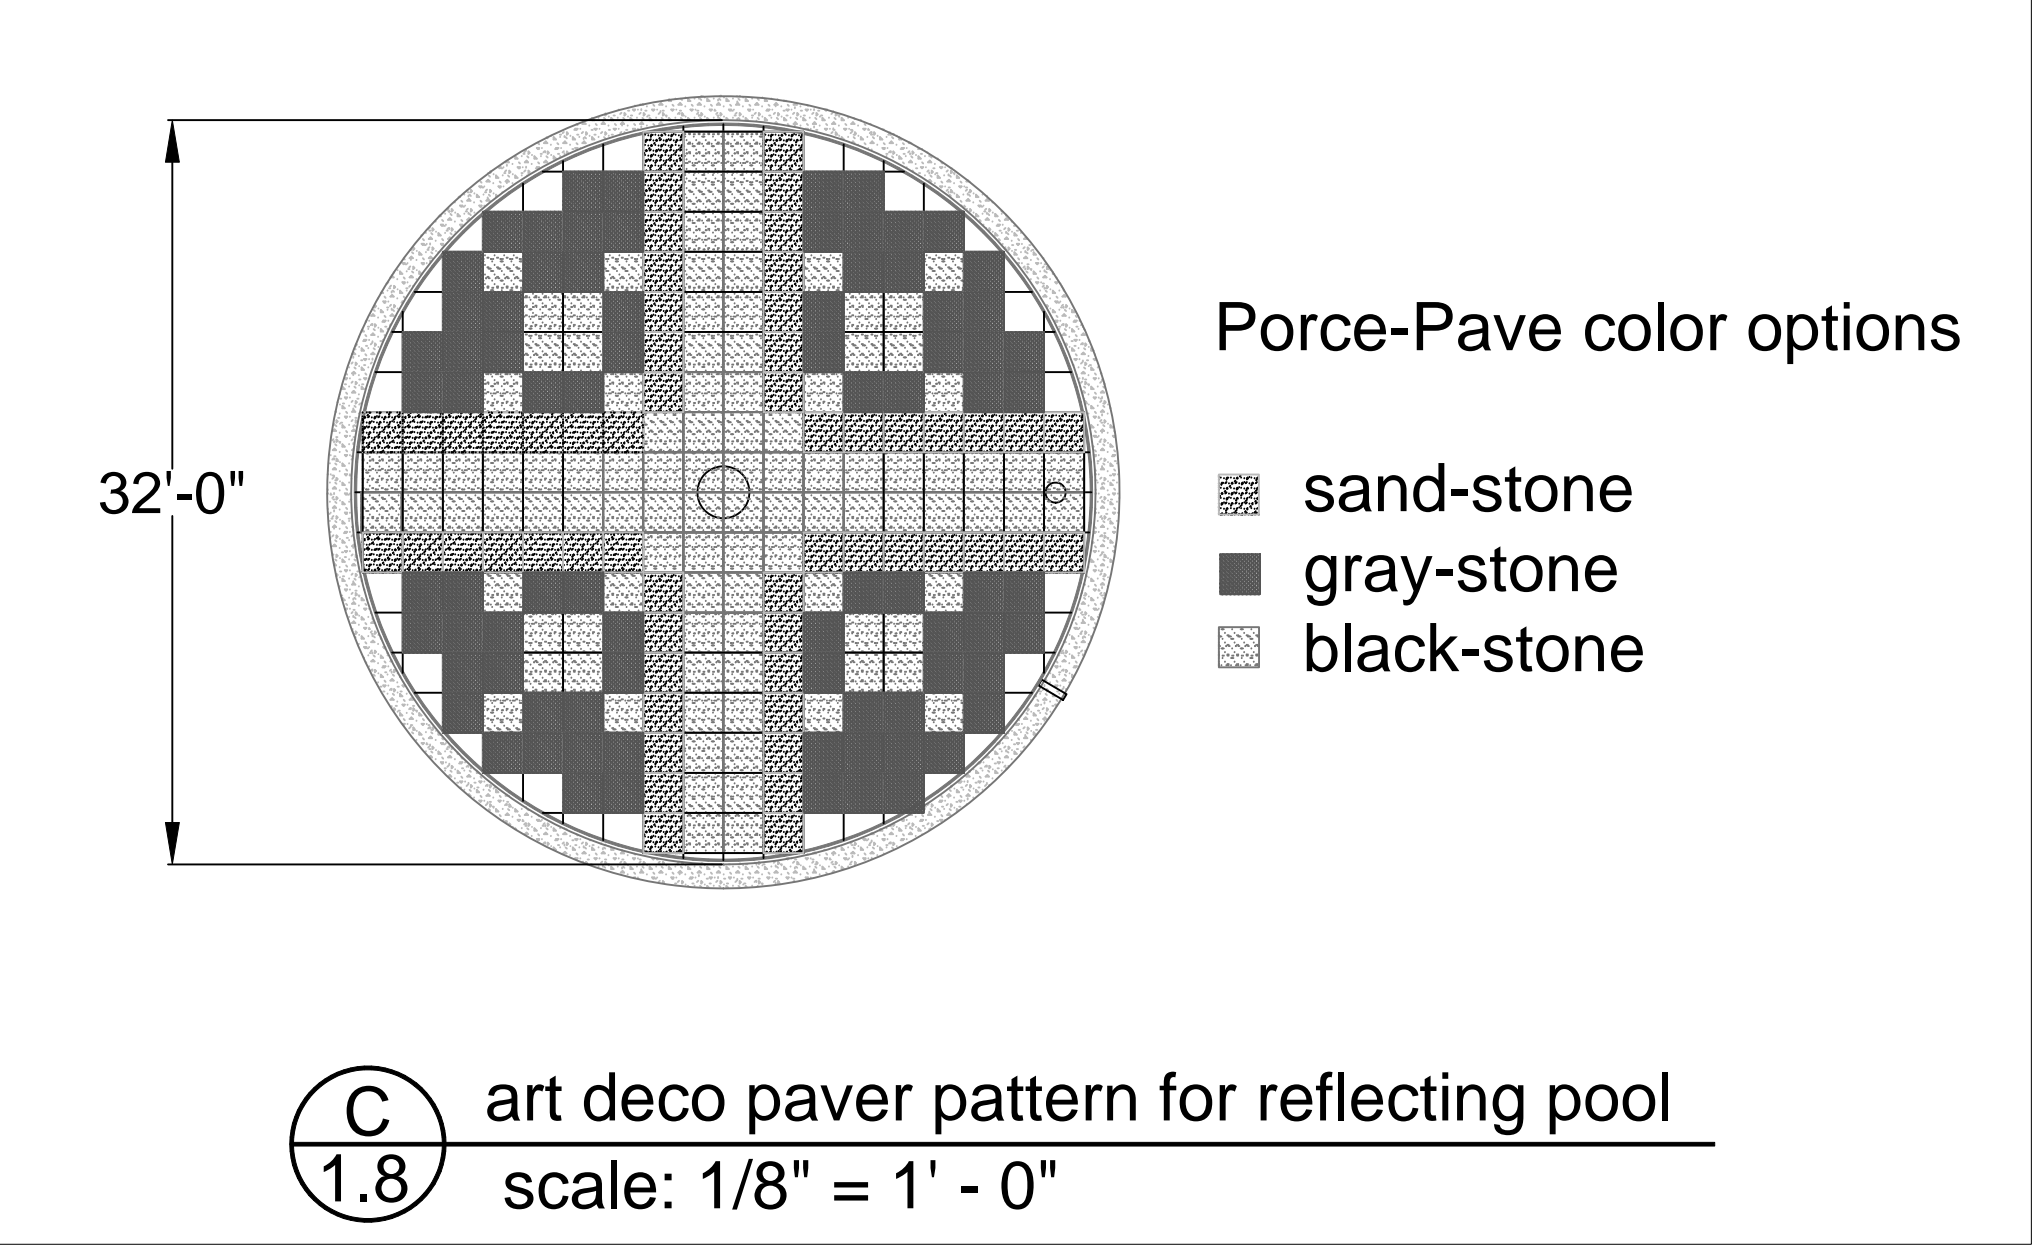 32'-0"
Porce-Pave color options
sand-stone
gray-stone
black-stone
C
1.8
art deco paver pattern for reflecting pool
scale: 1/8" = 1' - 0"